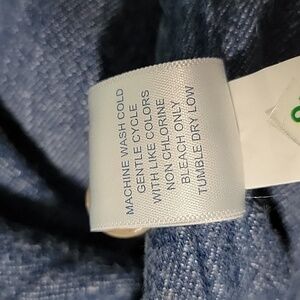 MACHINE WASH COLD
GENTLE CYCLE
WITH LIKE COLORS
NON CHLORINE
BLEACH ONLY
TUMBLE DRY LOW